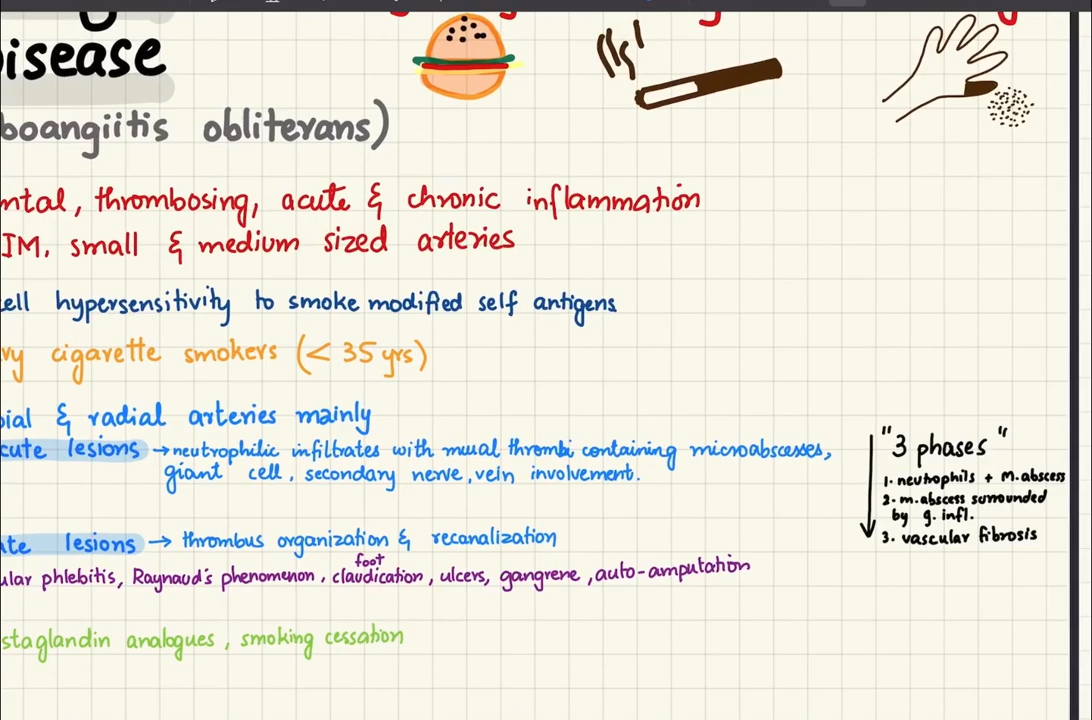 isease
boangiitis obliterans)
ntal, thrombosing, acute & chronic inflammation
IM. small & medium sized arteries
ell hypersensitivity to smoke modified self antigens
vy cigarette smokers (< 35 yrs)
ial & radial arteries mainly
cute lesions → neutrophilic infiltrates with mual thrombi containing microabscesses,
giant cell, secondary nerve, vein involvement.
"3 phases"
1. neutrophils + m.abscess
2. m.abscess surrounded
by g. infl.
3. vascular fibrosis
te lesions → thrombus organization & recanalization
foot
ular phlebitis, Raynaud's phenomenon, claudication, ulcers, gangrene, auto-amputation
staglandin analogues, smoking cessation